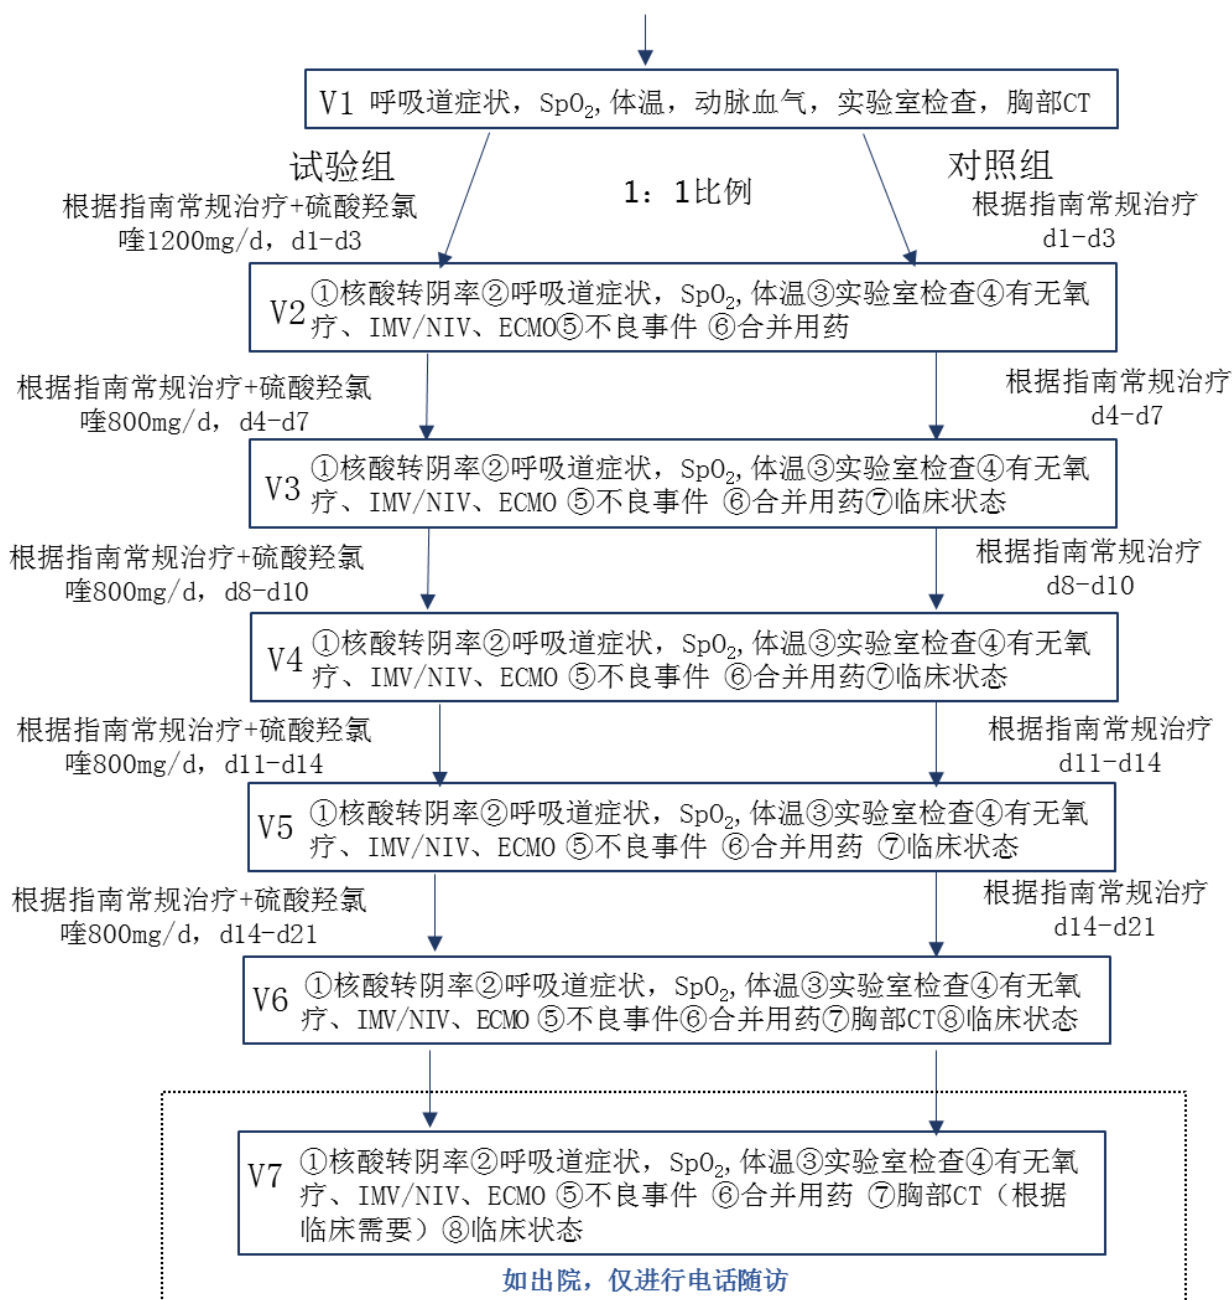 V1 呼吸道症状，SpO₂,体温，动脉血气，实验室检查，胸部CT
试验组
对照组
1：1比例
根据指南常规治疗+硫酸羟氯
喹1200mg/d，d1-d3
根据指南常规治疗
d1-d3
V2 ①核酸转阴率②呼吸道症状，SpO₂,体温③实验室检查④有无氧
疗、IMV/NIV、ECMO⑤不良事件 ⑥合并用药
根据指南常规治疗+硫酸羟氯
喹800mg/d，d4-d7
根据指南常规治疗
d4-d7
V3 ①核酸转阴率②呼吸道症状，SpO₂,体温③实验室检查④有无氧
疗、IMV/NIV、ECMO ⑤不良事件 ⑥合并用药⑦临床状态
根据指南常规治疗+硫酸羟氯
喹800mg/d，d8-d10
根据指南常规治疗
d8-d10
V4 ①核酸转阴率②呼吸道症状，SpO₂,体温③实验室检查④有无氧
疗、IMV/NIV、ECMO ⑤不良事件 ⑥合并用药⑦临床状态
根据指南常规治疗+硫酸羟氯
喹800mg/d，d11-d14
根据指南常规治疗
d11-d14
V5 ①核酸转阴率②呼吸道症状，SpO₂,体温③实验室检查④有无氧
疗、IMV/NIV、ECMO ⑤不良事件 ⑥合并用药 ⑦临床状态
根据指南常规治疗+硫酸羟氯
喹800mg/d，d14-d21
根据指南常规治疗
d14-d21
V6 ①核酸转阴率②呼吸道症状，SpO₂,体温③实验室检查④有无氧
疗、IMV/NIV、ECMO ⑤不良事件⑥合并用药⑦胸部CT⑧临床状态
V7 ①核酸转阴率②呼吸道症状，SpO₂,体温③实验室检查④有无氧
疗、IMV/NIV、ECMO ⑤不良事件 ⑥合并用药 ⑦胸部CT（根据
临床需要）⑧临床状态
如出院，仅进行电话随访